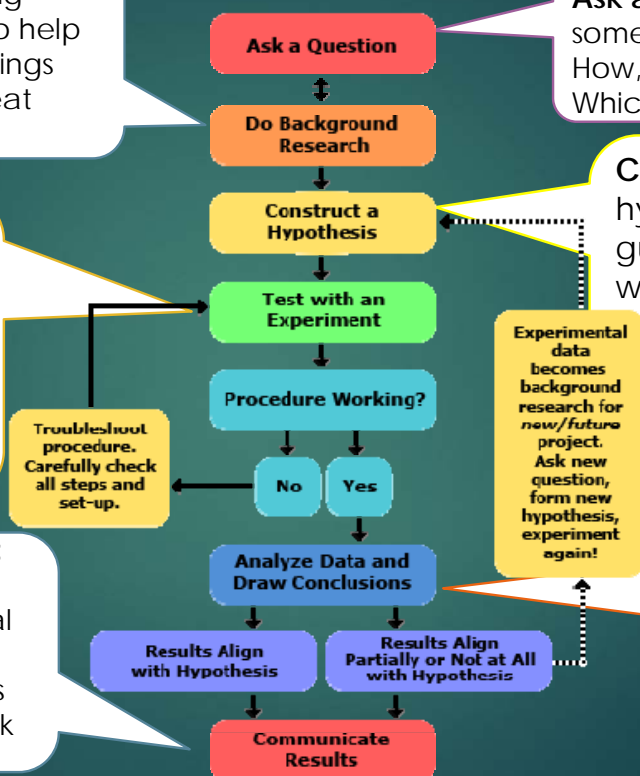 o help
ings
eat
Ask a
some
How,
Which
Ask a Question
Do Background
Research
C
hy
gu
w
Construct a
Hypothesis
Test with an
Experiment
Experimental
data
becomes
background
research for
new/future
project.
Ask new
question,
form new
hypothesis,
experiment
again!
Procedure Working?
Troubleshoot
procedure.
Carefully check
all steps and
set-up.
No
Yes
Analyze Data and
Draw Conclusions
al
s
k
Results Align
with Hypothesis
Results Align
Partially or Not at All
with Hypothesis
Communicate
Results